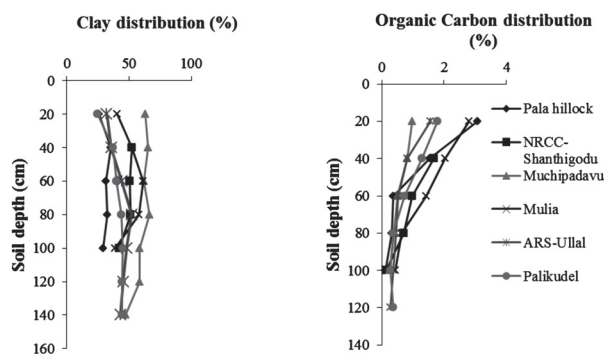 Clay distribution (%)
0 50 100
0
20
40
60
80
100
120
140
160
Soil depth (cm)
Organic Carbon distribution
(%)
0 2 4
0
20
40
60
80
100
120
140
Soil depth (cm)
Pala hillock
NRCC-
Shanthigodu
Muchipadavu
Mulia
ARS-Ullal
Palikudel